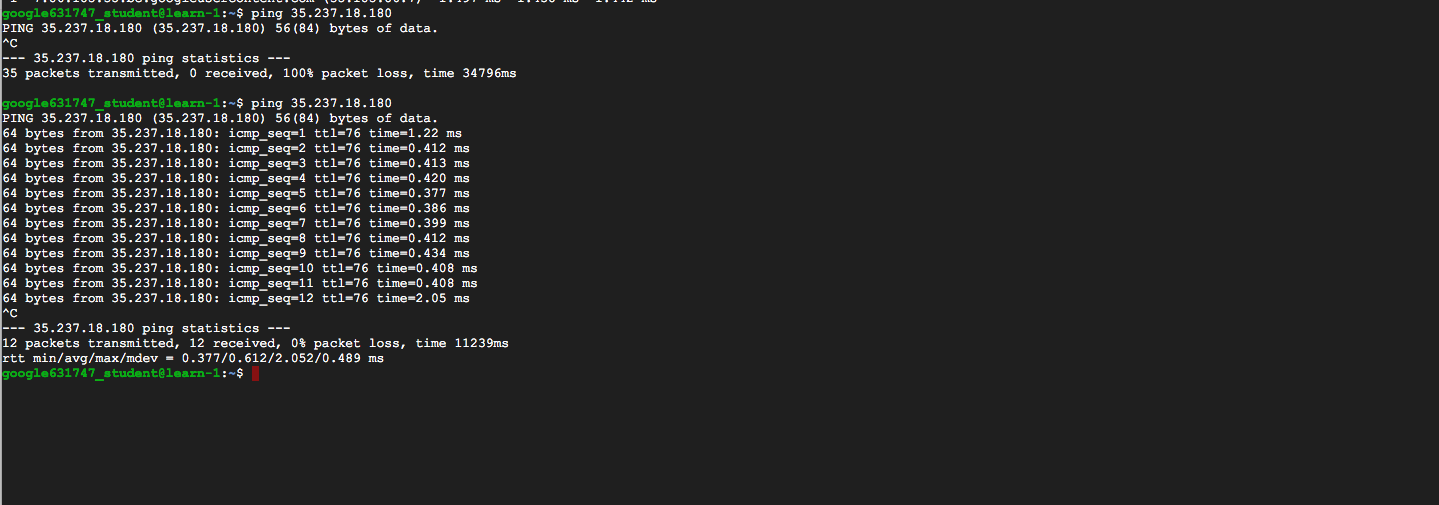 google631747_student@learn-1:~$ ping 35.237.18.180
PING 35.237.18.180 (35.237.18.180) 56(84) bytes of data.
^C
--- 35.237.18.180 ping statistics ---
35 packets transmitted, 0 received, 100% packet loss, time 34796ms
google631747_student@learn-1:~$ ping 35.237.18.180
PING 35.237.18.180 (35.237.18.180) 56(84) bytes of data.
64 bytes from 35.237.18.180: icmp_seq=1 ttl=76 time=1.22 ms
64 bytes from 35.237.18.180: icmp_seq=2 ttl=76 time=0.412 ms
64 bytes from 35.237.18.180: icmp_seq=3 ttl=76 time=0.413 ms
64 bytes from 35.237.18.180: icmp_seq=4 ttl=76 time=0.420 ms
64 bytes from 35.237.18.180: icmp_seq=5 ttl=76 time=0.377 ms
64 bytes from 35.237.18.180: icmp_seq=6 ttl=76 time=0.386 ms
64 bytes from 35.237.18.180: icmp_seq=7 ttl=76 time=0.399 ms
64 bytes from 35.237.18.180: icmp_seq=8 ttl=76 time=0.412 ms
64 bytes from 35.237.18.180: icmp_seq=9 ttl=76 time=0.434 ms
64 bytes from 35.237.18.180: icmp_seq=10 ttl=76 time=0.408 ms
64 bytes from 35.237.18.180: icmp_seq=11 ttl=76 time=0.408 ms
64 bytes from 35.237.18.180: icmp_seq=12 ttl=76 time=2.05 ms
^C
--- 35.237.18.180 ping statistics ---
12 packets transmitted, 12 received, 0% packet loss, time 11239ms
rtt min/avg/max/mdev = 0.377/0.612/2.052/0.489 ms
google631747_student@learn-1:~$